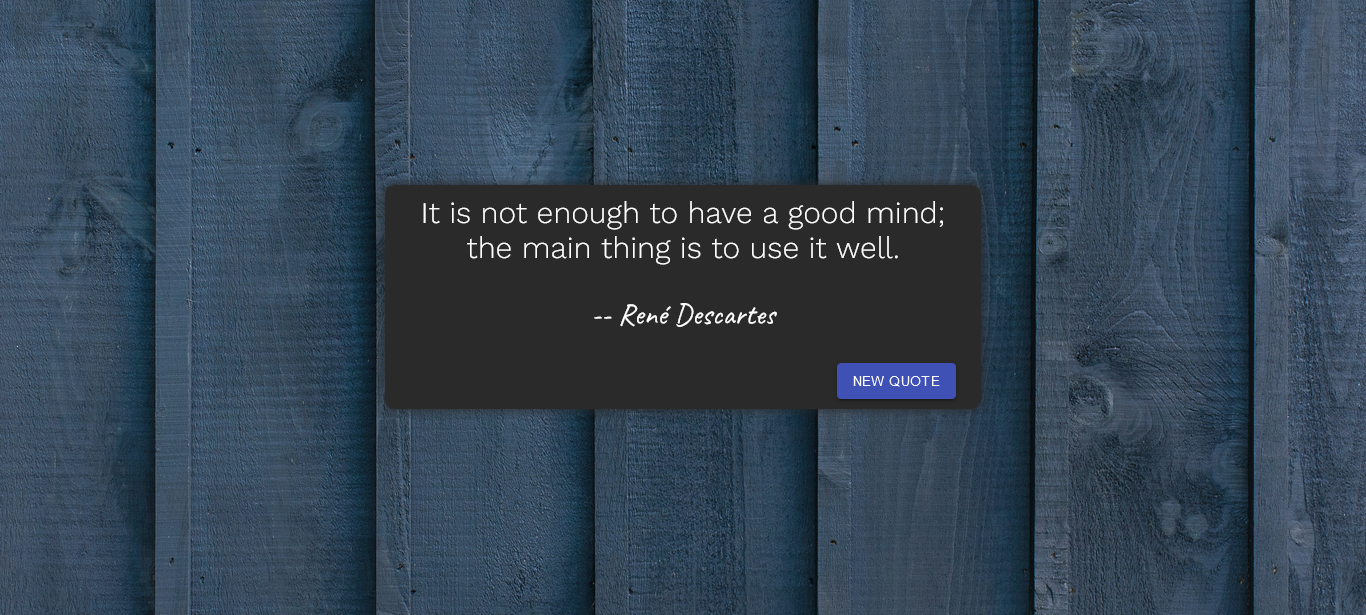 It is not enough to have a good mind;
the main thing is to use it well.
-- René Descartes
NEW QUOTE